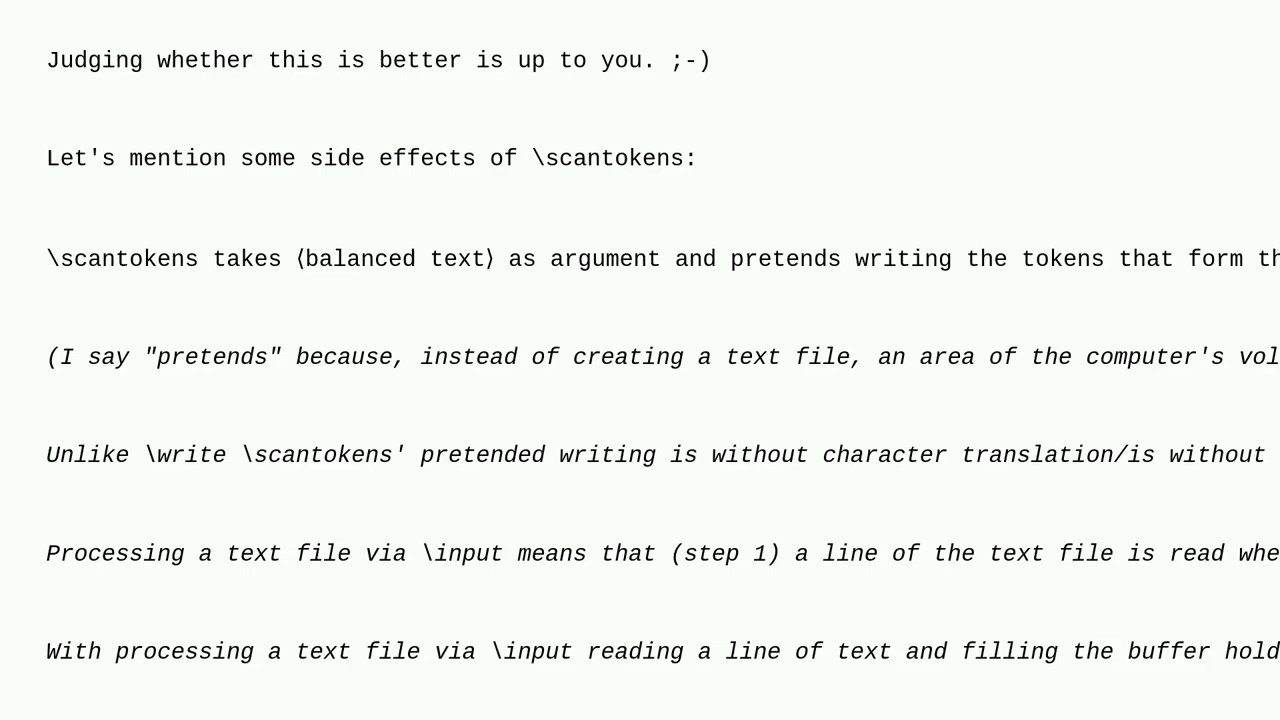 Judging whether this is better is up to you. ;-)
Let's mention some side effects of \scantokens:
\scantokens takes ⟨balanced text⟩ as argument and pretends writing the tokens that form
(I say "pretends" because, instead of creating a text file, an area of the computer's
Unlike \write \scantokens' pretended writing is without character translation/is without
Processing a text file via \input means that (step 1) a line of the text file is read
With processing a text file via \input reading a line of text and filling the buffer